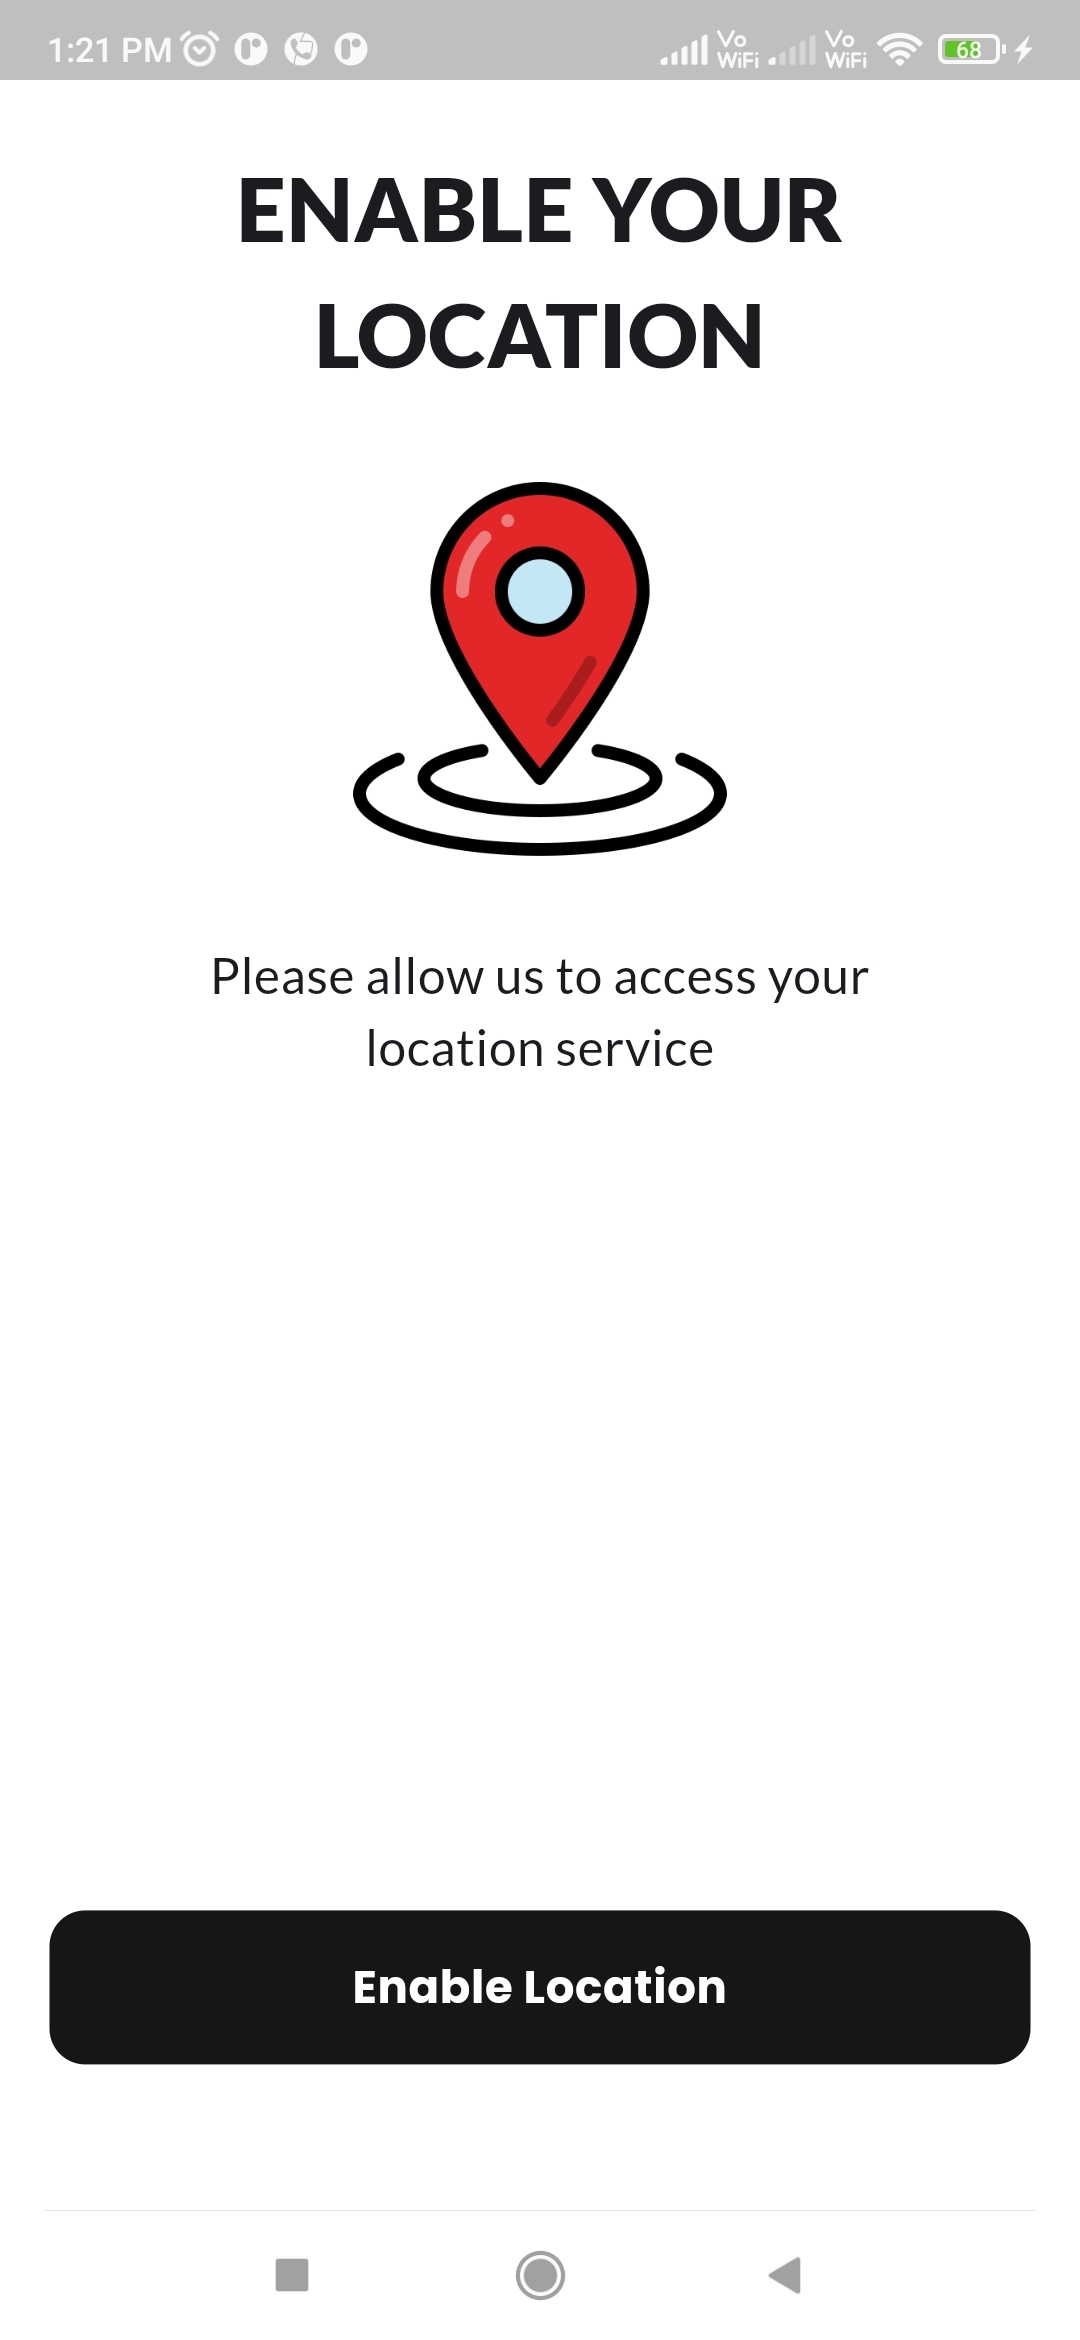 1:21 PM
Vo
WiFi
Vo
WiFi
68
ENABLE YOUR
LOCATION
Please allow us to access your
location service
Enable Location